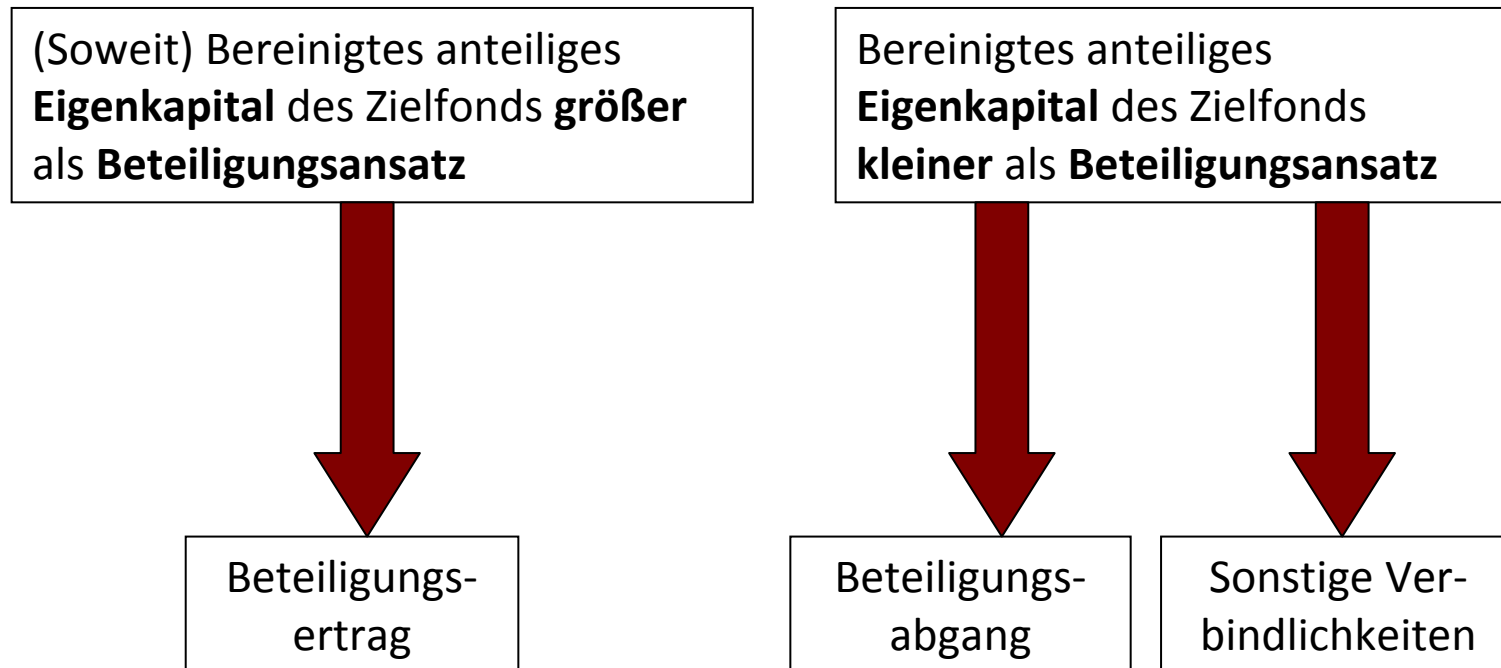 (Soweit) Bereinigtes anteiliges
Eigenkapital des Zielfonds größer
als Beteiligungsansatz
Bereinigtes anteiliges
Eigenkapital des Zielfonds
kleiner als Beteiligungsansatz
Beteiligungs-
ertrag
Beteiligungs-
abgang
Sonstige Ver-
bindlichkeiten